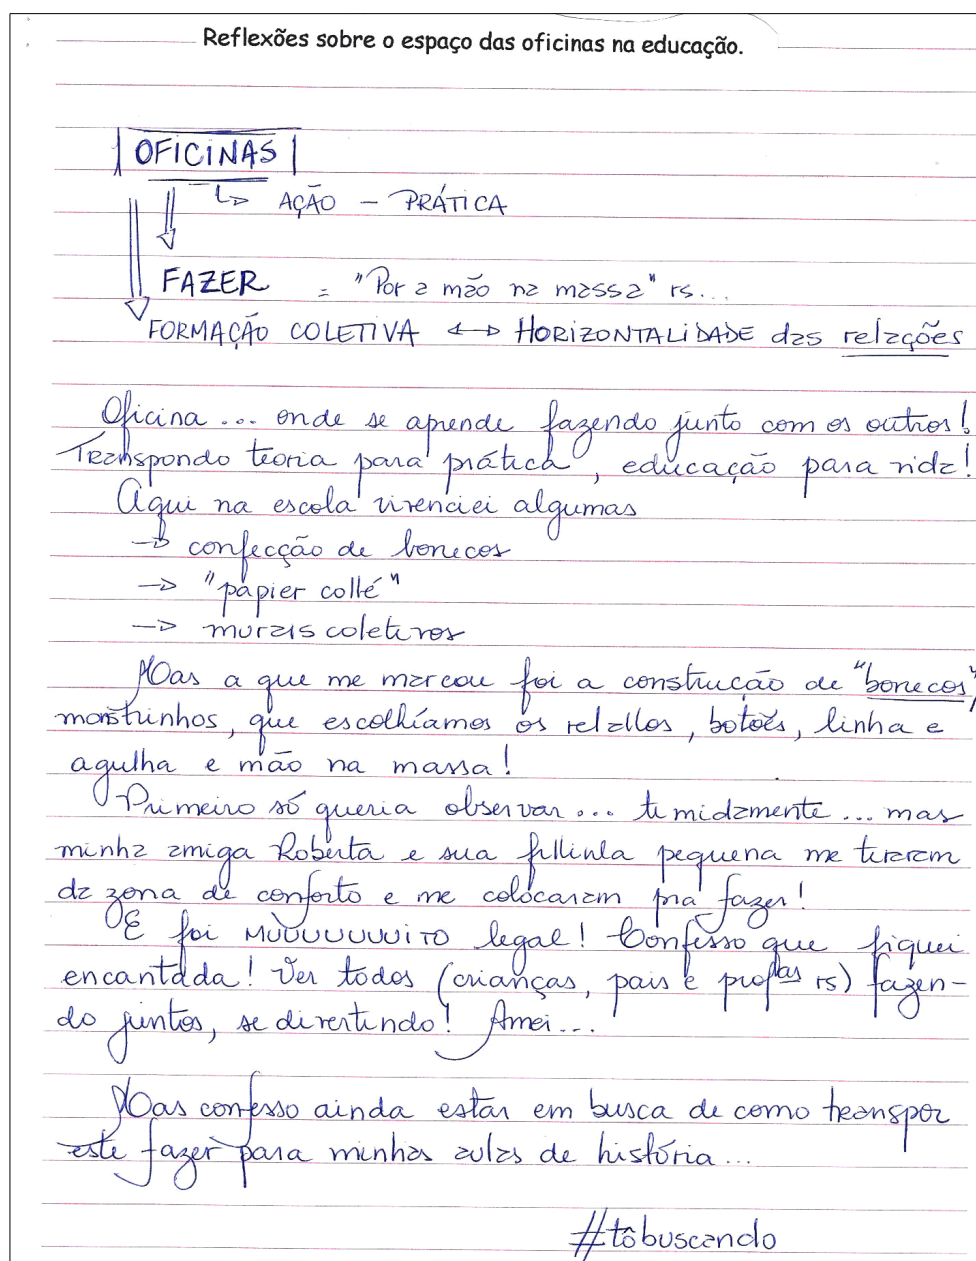 Reflexões sobre o espaço das oficinas na educação.
OFICINAS
↳ AÇÃO - PRÁTICA
FAZER = "Por a mão na massa" rs...
FORMAÇÃO COLETIVA ↔ HORIZONTALIDADE das relações
Oficina... onde se aprende fazendo junto com os outros!
Transpondo teoria para prática, educação para vida!
Aqui na escola vivenciei algumas
→ confecção de bonecos
→ "papier collé"
→ murais coletivos
Mas a que me marcou foi a construção de "bonecos",
monstrinhos, que escolhíamos os retalhos, botões, linha e
agulha e mão na massa!
Primeiro só queria observar... timidamente... mas
minha amiga Roberta e sua filhinha pequena me tiraram
da zona de conforto e me colocaram pra fazer!
E foi MUUUUUUUITO legal! Confesso que fiquei
encantada! Ver todos (crianças, pais e profas rs) fazen-
do juntos, se divertindo! Amei...
Mas confesso ainda estar em busca de como transpor
este fazer para minhas aulas de história...
#tôbuscando